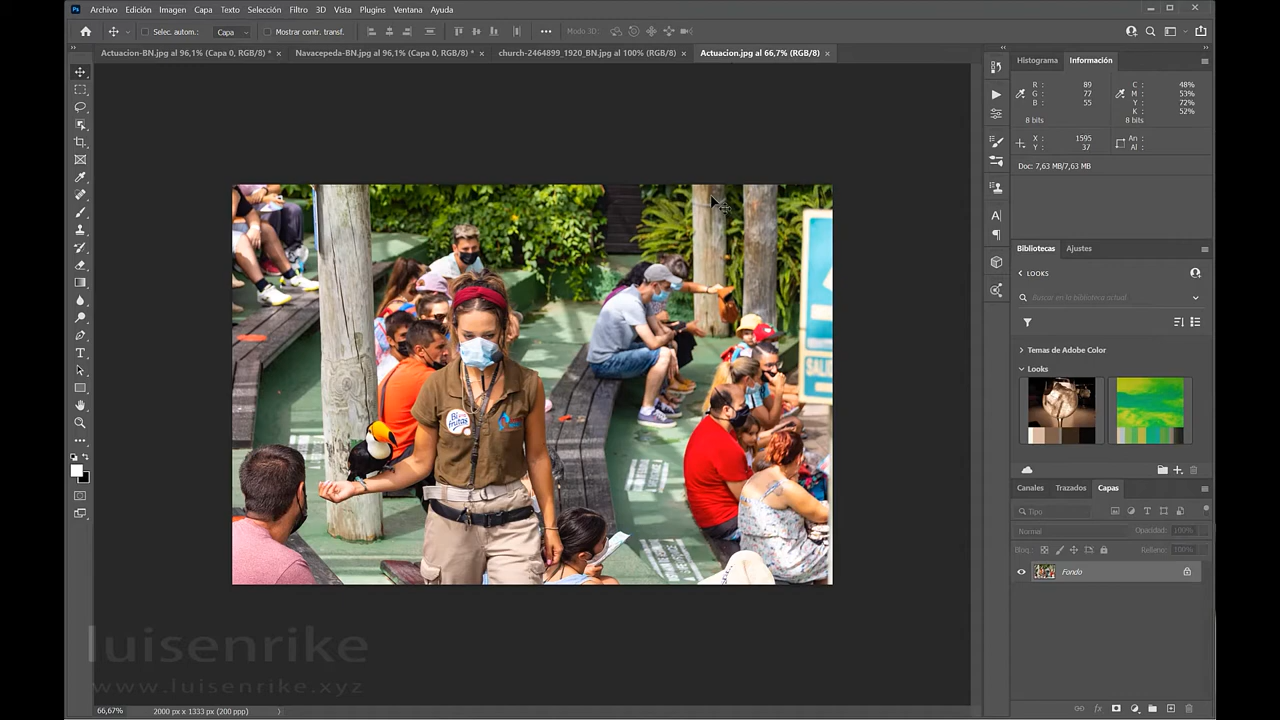 Archivo Edición Imagen Capa Texto Selección Filtro 3D Vista Plugins Ventana Ayuda
Selec. autom.: Capa Mostrar contr. transf. Modo 3D:
Actuacion-BN.jpg al 96,1% (Capa 0, RGB/8) * × Navacepeda-BN.jpg al 96,1% (Capa 0, RGB/8) * × church-2464899_1920_BN.jpg al 100% (RGB/8) × Actuacion.jpg al 66,7% (RGB/8) ×
Histograma Información
R : 89 C : 48%
G : 77 M : 53%
B : 55 Y : 72%
K : 52%
8 bits 8 bits
X : 1595 An :
Y : 37 Al :
Doc: 7,63 MB/7,63 MB
Bibliotecas Ajustes
LOOKS
Buscar en la biblioteca actual
Temas de Adobe Color
Looks
Canales Trazados Capas
Tipo
Normal Opacidad: 100%
Bloq.: Relleno: 100%
Fondo
luisenrike
www.luisenrike.xyz
66,67% 2000 px x 1333 px (200 ppp)